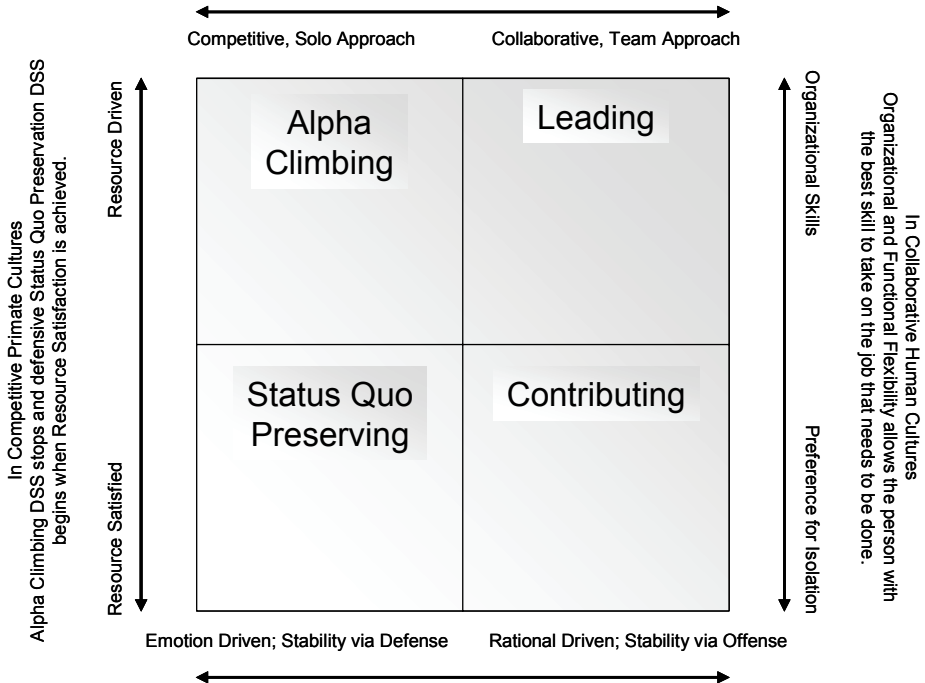 Competitive, Solo Approach
Collaborative, Team Approach
In Competitive Primate Cultures
Alpha Climbing DSS stops and defensive Status Quo Preservation DSS
begins when Resource Satisfaction is achieved.
Resource Driven
Resource Satisfied
Alpha
Climbing
Leading
Status Quo
Preserving
Contributing
Organizational Skills
Preference for Isolation
In Collaborative Human Cultures
Organizational and Functional Flexibility allows the person with
the best skill to take on the job that needs to be done.
Emotion Driven; Stability via Defense
Rational Driven; Stability via Offense